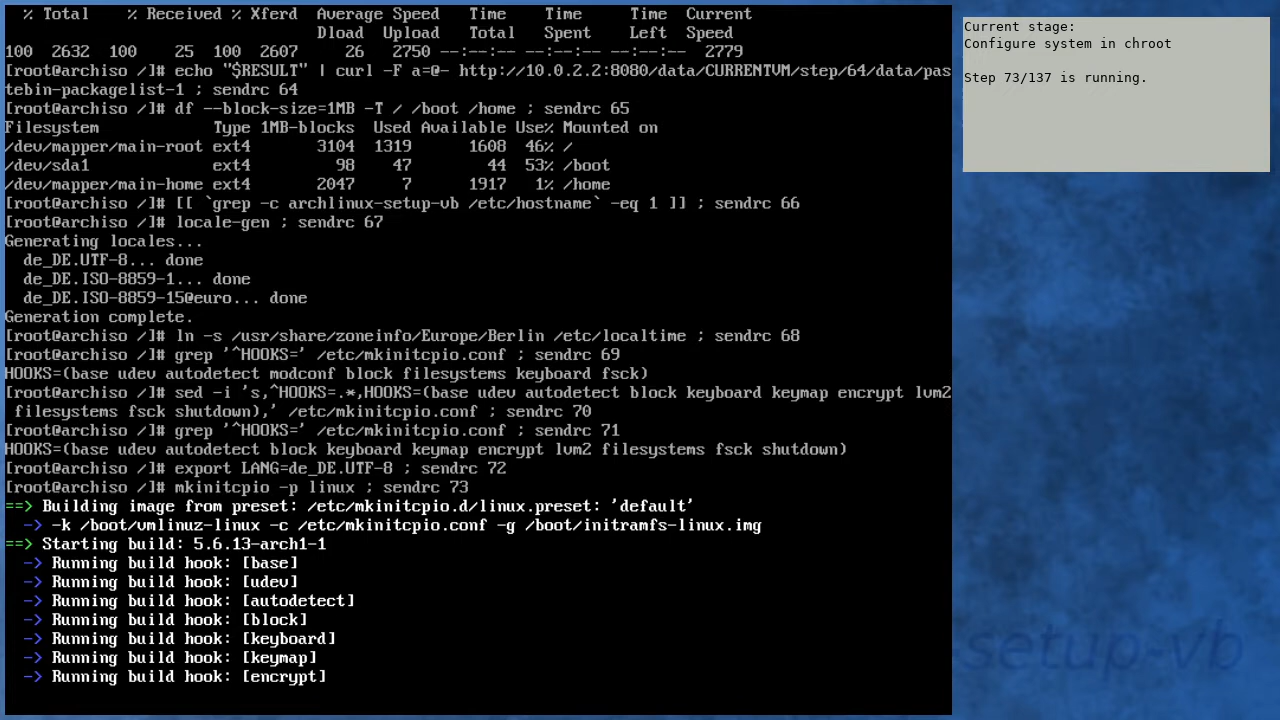 % Total    % Received % Xferd  Average Speed   Time    Time     Time  Current
                                 Dload  Upload   Total   Spent    Left  Speed
100  2632  100    25  100  2607     26   2750 --:--:-- --:--:-- --:--:--  2779
[root@archiso /]# echo "$RESULT" | curl -F a=@- http://10.0.2.2:8080/data/CURRENTVM/step/64/data/pas
tebin-packagelist-1 ; sendrc 64
[root@archiso /]# df --block-size=1MB -T / /boot /home ; sendrc 65
Filesystem            Type 1MB-blocks  Used Available Use% Mounted on
/dev/mapper/main-root ext4       3104  1319      1608  46% /
/dev/sda1             ext4         98    47        44  53% /boot
/dev/mapper/main-home ext4       2047     7      1917   1% /home
[root@archiso /]# [[ `grep -c archlinux-setup-vb /etc/hostname` -eq 1 ]] ; sendrc 66
[root@archiso /]# locale-gen ; sendrc 67
Generating locales...
  de_DE.UTF-8... done
  de_DE.ISO-8859-1... done
  de_DE.ISO-8859-15@euro... done
Generation complete.
[root@archiso /]# ln -s /usr/share/zoneinfo/Europe/Berlin /etc/localtime ; sendrc 68
[root@archiso /]# grep '^HOOKS=' /etc/mkinitcpio.conf ; sendrc 69
HOOKS=(base udev autodetect modconf block filesystems keyboard fsck)
[root@archiso /]# sed -i 's,^HOOKS=.*,HOOKS=(base udev autodetect block keyboard keymap encrypt lvm2
 filesystems fsck shutdown),' /etc/mkinitcpio.conf ; sendrc 70
[root@archiso /]# grep '^HOOKS=' /etc/mkinitcpio.conf ; sendrc 71
HOOKS=(base udev autodetect block keyboard keymap encrypt lvm2 filesystems fsck shutdown)
[root@archiso /]# export LANG=de_DE.UTF-8 ; sendrc 72
[root@archiso /]# mkinitcpio -p linux ; sendrc 73
==> Building image from preset: /etc/mkinitcpio.d/linux.preset: 'default'
  -> -k /boot/vmlinuz-linux -c /etc/mkinitcpio.conf -g /boot/initramfs-linux.img
==> Starting build: 5.6.13-arch1-1
  -> Running build hook: [base]
  -> Running build hook: [udev]
  -> Running build hook: [autodetect]
  -> Running build hook: [block]
  -> Running build hook: [keyboard]
  -> Running build hook: [keymap]
  -> Running build hook: [encrypt]
Current stage:
Configure system in chroot
Step 73/137 is running.
setup-vb